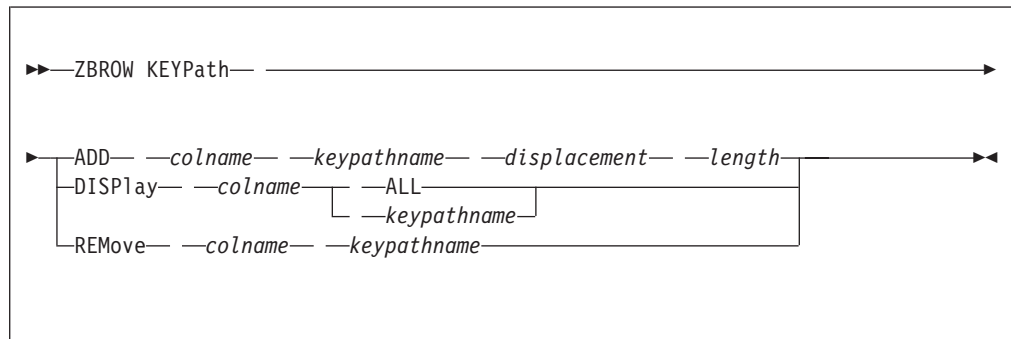 ZBROW KEYPath
ADD colname keypathname displacement length
DISPlay colname ALL
keypathname
REMove colname keypathname